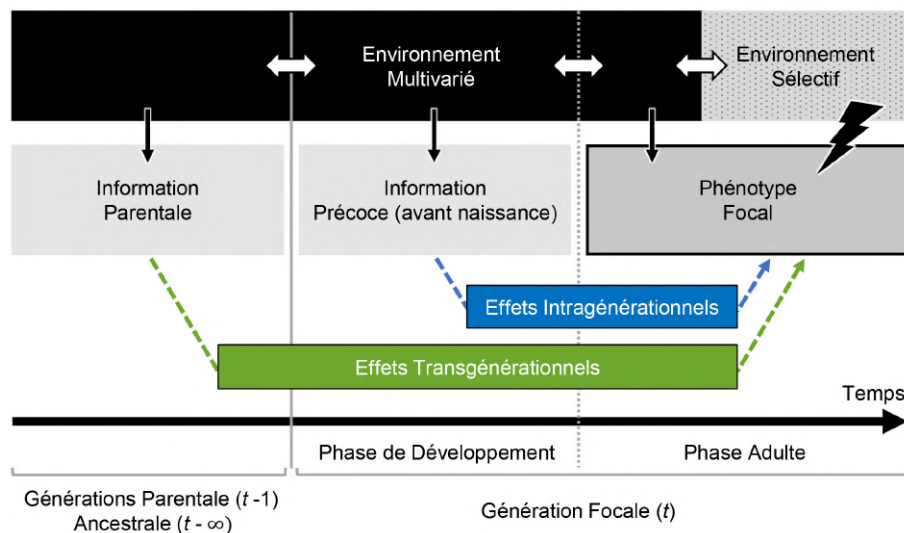 Environnement
Multivarié
Environnement
Sélectif
Information
Parentale
Information
Précoce (avant naissance)
Phénotype
Focal
Effets Intragénérationnels
Effets Transgénérationnels
Temps
Phase de Développement
Phase Adulte
Générations Parentale (t -1)
Ancestrale (t - ∞)
Génération Focale (t)